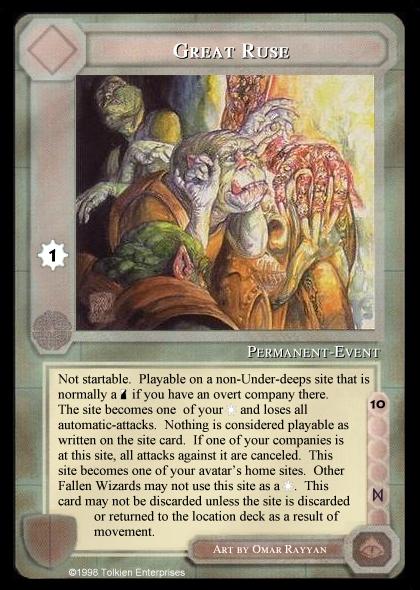 GREAT RUSE
1
PERMANENT-EVENT
Not startable. Playable on a non-Under-deeps site that is
normally a if you have an overt company there.
The site becomes one of your and loses all
automatic-attacks. Nothing is considered playable as
written on the site card. If one of your companies is
at this site, all attacks against it are canceled. This
site becomes one of your avatar's home sites. Other
Fallen Wizards may not use this site as a . This
card may not be discarded unless the site is discarded
or returned to the location deck as a result of
movement.
10
ART BY OMAR RAYYAN
©1998 Tolkien Enterprises